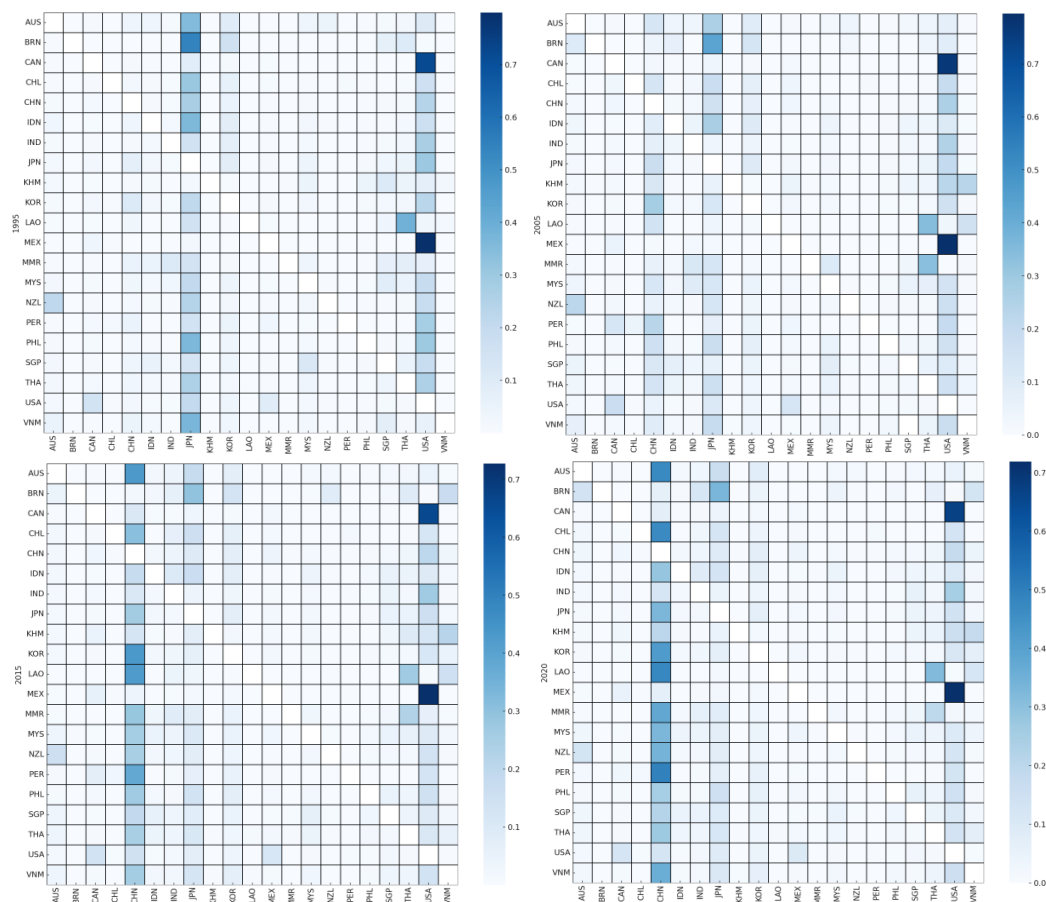 AUS
BRN
CAN
CHL
CHN
IDN
IND
JPN
KHM
KOR
LAO
MEX
MMR
MYS
NZL
PER
PHL
SGP
THA
USA
VNM
1995
AUS BRN CAN CHL CHN IDN IND JPN KHM KOR LAO MEX MMR MYS NZL PER PHL SGP THA USA VNM
0.7
0.6
0.5
0.4
0.3
0.2
0.1
AUS
BRN
CAN
CHL
CHN
IDN
IND
JPN
KHM
KOR
LAO
MEX
MMR
MYS
NZL
PER
PHL
SGP
THA
USA
VNM
2005
AUS BRN CAN CHL CHN IDN IND JPN KHM KOR LAO MEX MMR MYS NZL PER PHL SGP THA USA VNM
0.7
0.6
0.5
0.4
0.3
0.2
0.1
0.0
AUS
BRN
CAN
CHL
CHN
IDN
IND
JPN
KHM
KOR
LAO
MEX
MMR
MYS
NZL
PER
PHL
SGP
THA
USA
VNM
2015
AUS BRN CAN CHL CHN IDN IND JPN KHM KOR LAO MEX MMR MYS NZL PER PHL SGP THA USA VNM
0.7
0.6
0.5
0.4
0.3
0.2
0.1
AUS
BRN
CAN
CHL
CHN
IDN
IND
JPN
KHM
KOR
LAO
MEX
MMR
MYS
NZL
PER
PHL
SGP
THA
USA
VNM
2020
AUS BRN CAN CHL CHN IDN IND JPN KHM KOR LAO MEX MMR MYS NZL PER PHL SGP THA USA VNM
0.7
0.6
0.5
0.4
0.3
0.2
0.1
0.0